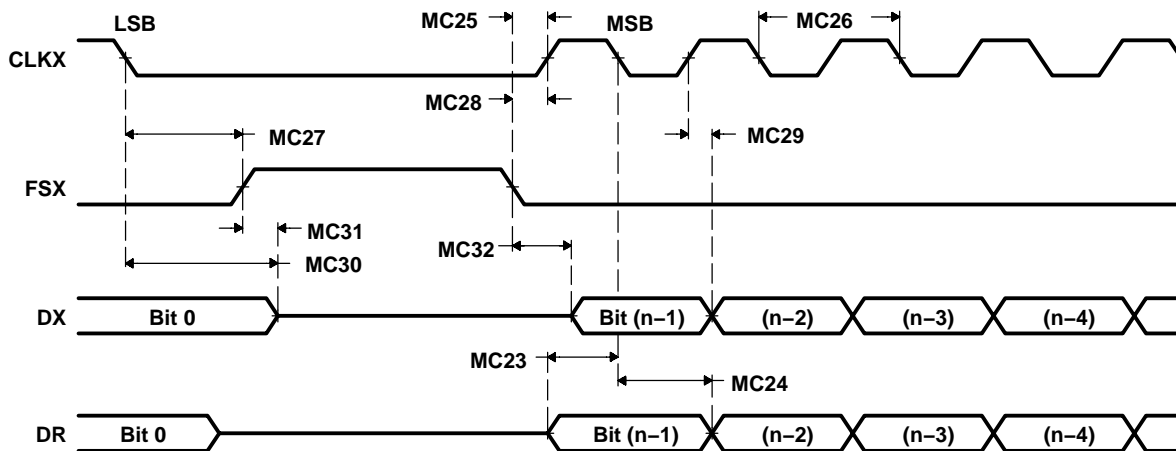 LSB MC25 MSB MC26
CLKX
MC28
MC27 MC29
FSX
MC31 MC32
MC30
DX Bit 0 Bit (n−1) (n−2) (n−3) (n−4)
MC23
MC24
DR Bit 0 Bit (n−1) (n−2) (n−3) (n−4)